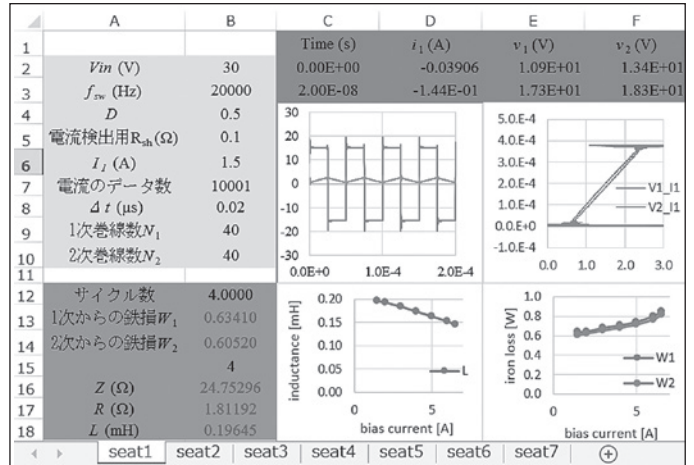 A B C D E F
1 Time (s) i₁ (A) v₁ (V) v₂ (V)
2 Vin (V) 30 0.00E+00 -0.03906 1.09E+01 1.34E+01
3 fsw (Hz) 20000 2.00E-08 -1.44E-01 1.73E+01 1.83E+01
4 D 0.5
5 電流検出用Rsh(Ω) 0.1
6 I₁ (A) 1.5
7 電流のデータ数 10001
8 Δt (μs) 0.02
9 1次巻線数N₁ 40
10 2次巻線数N₂ 40
11
30
20
10
0
-10
-20
-30
0.0E+0 1.0E-4 2.0E-4
5.0E-4
4.0E-4
3.0E-4
2.0E-4
1.0E-4
0.0E+0
-1.0E-4
0.0 1.0 2.0 3.0
V1_I1
V2_I1
12 サイクル数 4.0000
13 1次からの鉄損W₁ 0.63410
14 2次からの鉄損W₂ 0.60520
15 4
16 Z (Ω) 24.75296
17 R (Ω) 1.81192
18 L (mH) 0.19645
inductance [mH]
0.20
0.15
0.10
0.05
0.00
0 5
bias current [A]
L
iron loss [W]
1.0
0.8
0.6
0.4
0.2
0.0
0 5
bias current [A]
W1
W2
seat1 seat2 seat3 seat4 seat5 seat6 seat7